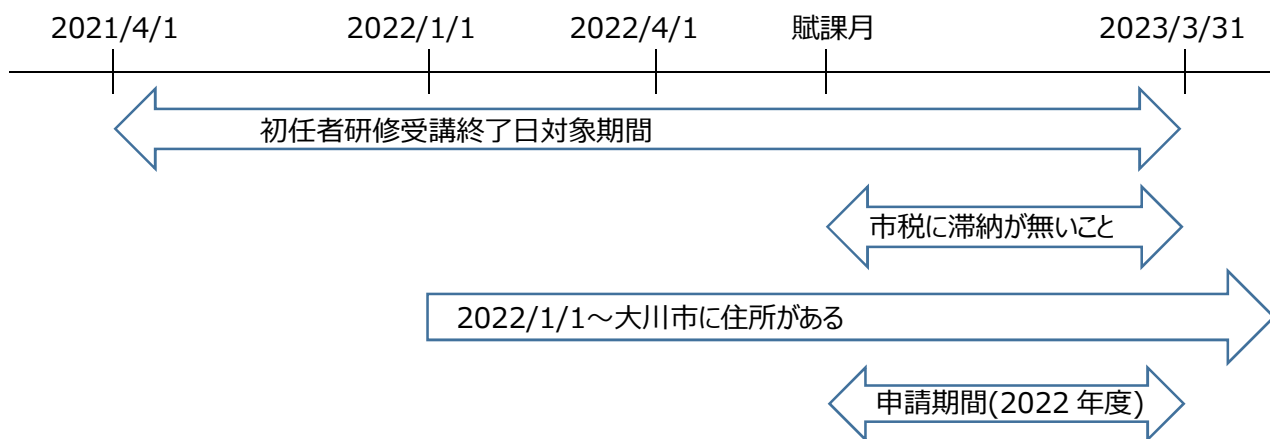 2021/4/1 2022/1/1 2022/4/1 賦課月 2023/3/31
初任者研修受講終了日対象期間
市税に滞納が無いこと
2022/1/1～大川市に住所がある
申請期間(2022 年度)